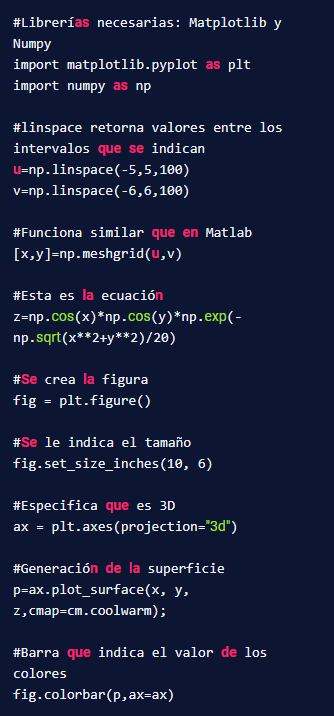 #Librerías necesarias: Matplotlib y
Numpy
import matplotlib.pyplot as plt
import numpy as np
#linspace retorna valores entre los
intervalos que se indican
u=np.linspace(-5,5,100)
v=np.linspace(-6,6,100)
#Funciona similar que en Matlab
[x,y]=np.meshgrid(u,v)
#Esta es la ecuación
z=np.cos(x)*np.cos(y)*np.exp(-
np.sqrt(x**2+y**2)/20)
#Se crea la figura
fig = plt.figure()
#Se le indica el tamaño
fig.set_size_inches(10, 6)
#Especifica que es 3D
ax = plt.axes(projection="3d")
#Generación de la superficie
p=ax.plot_surface(x, y,
z,cmap=cm.coolwarm);
#Barra que indica el valor de los
colores
fig.colorbar(p,ax=ax)